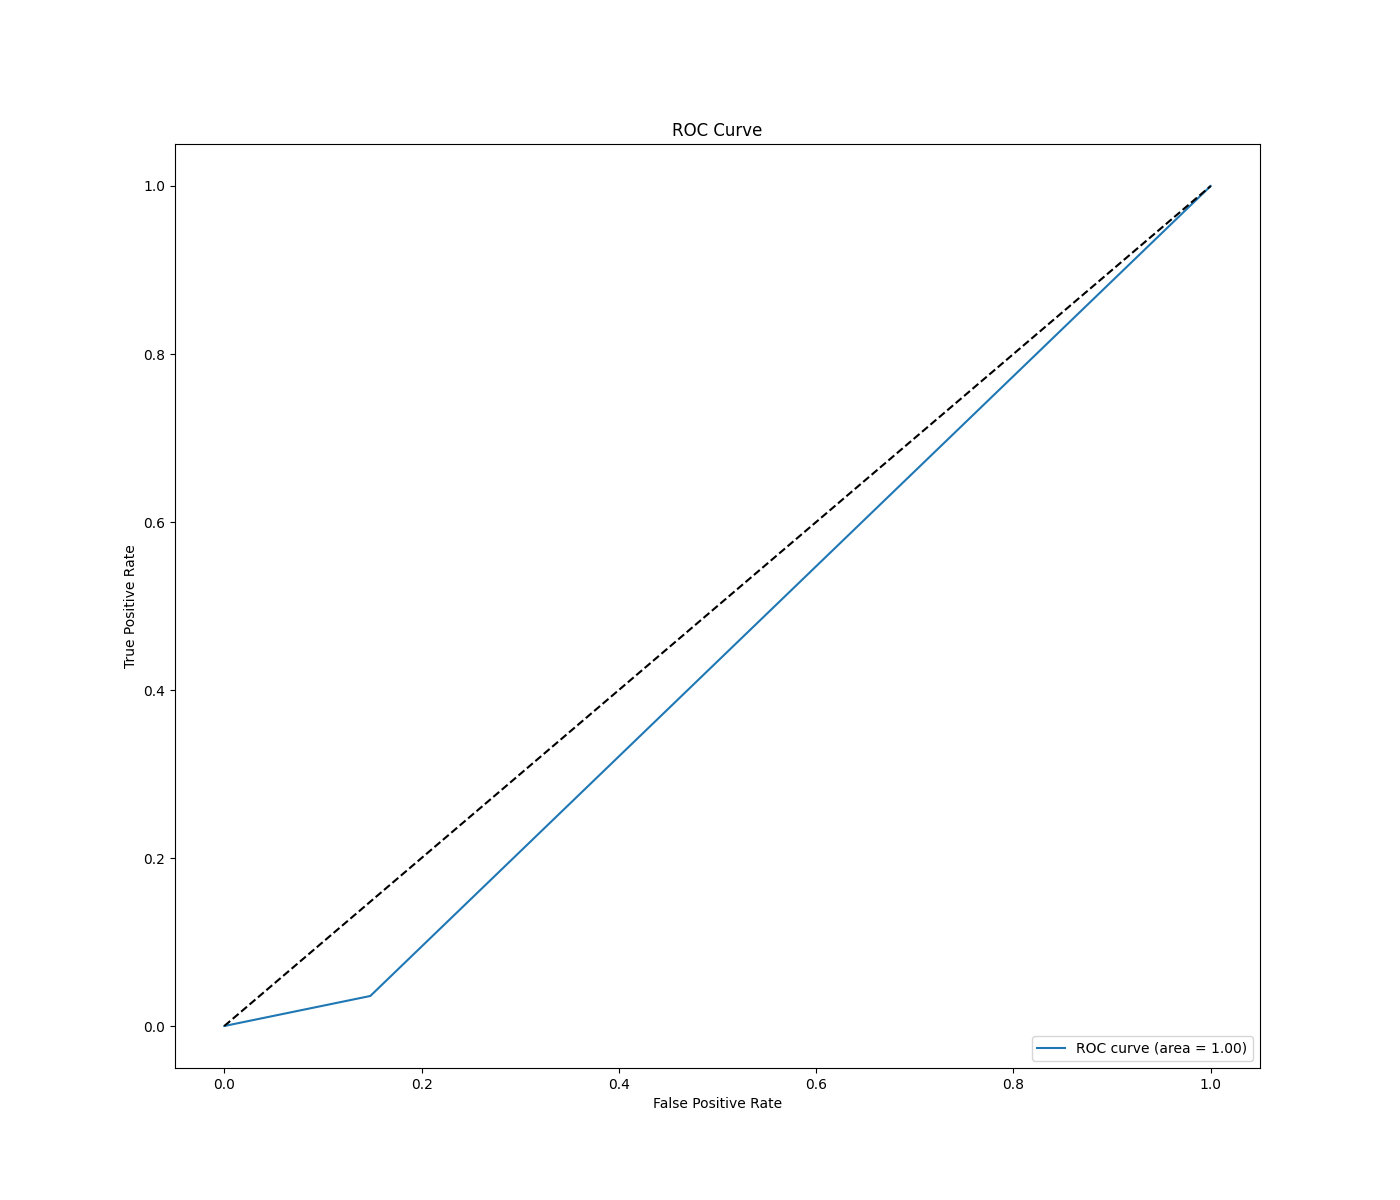 ROC Curve
1.0
0.8
0.6
0.4
0.2
0.0
True Positive Rate
ROC curve (area = 1.00)
0.0 0.2 0.4 0.6 0.8 1.0
False Positive Rate